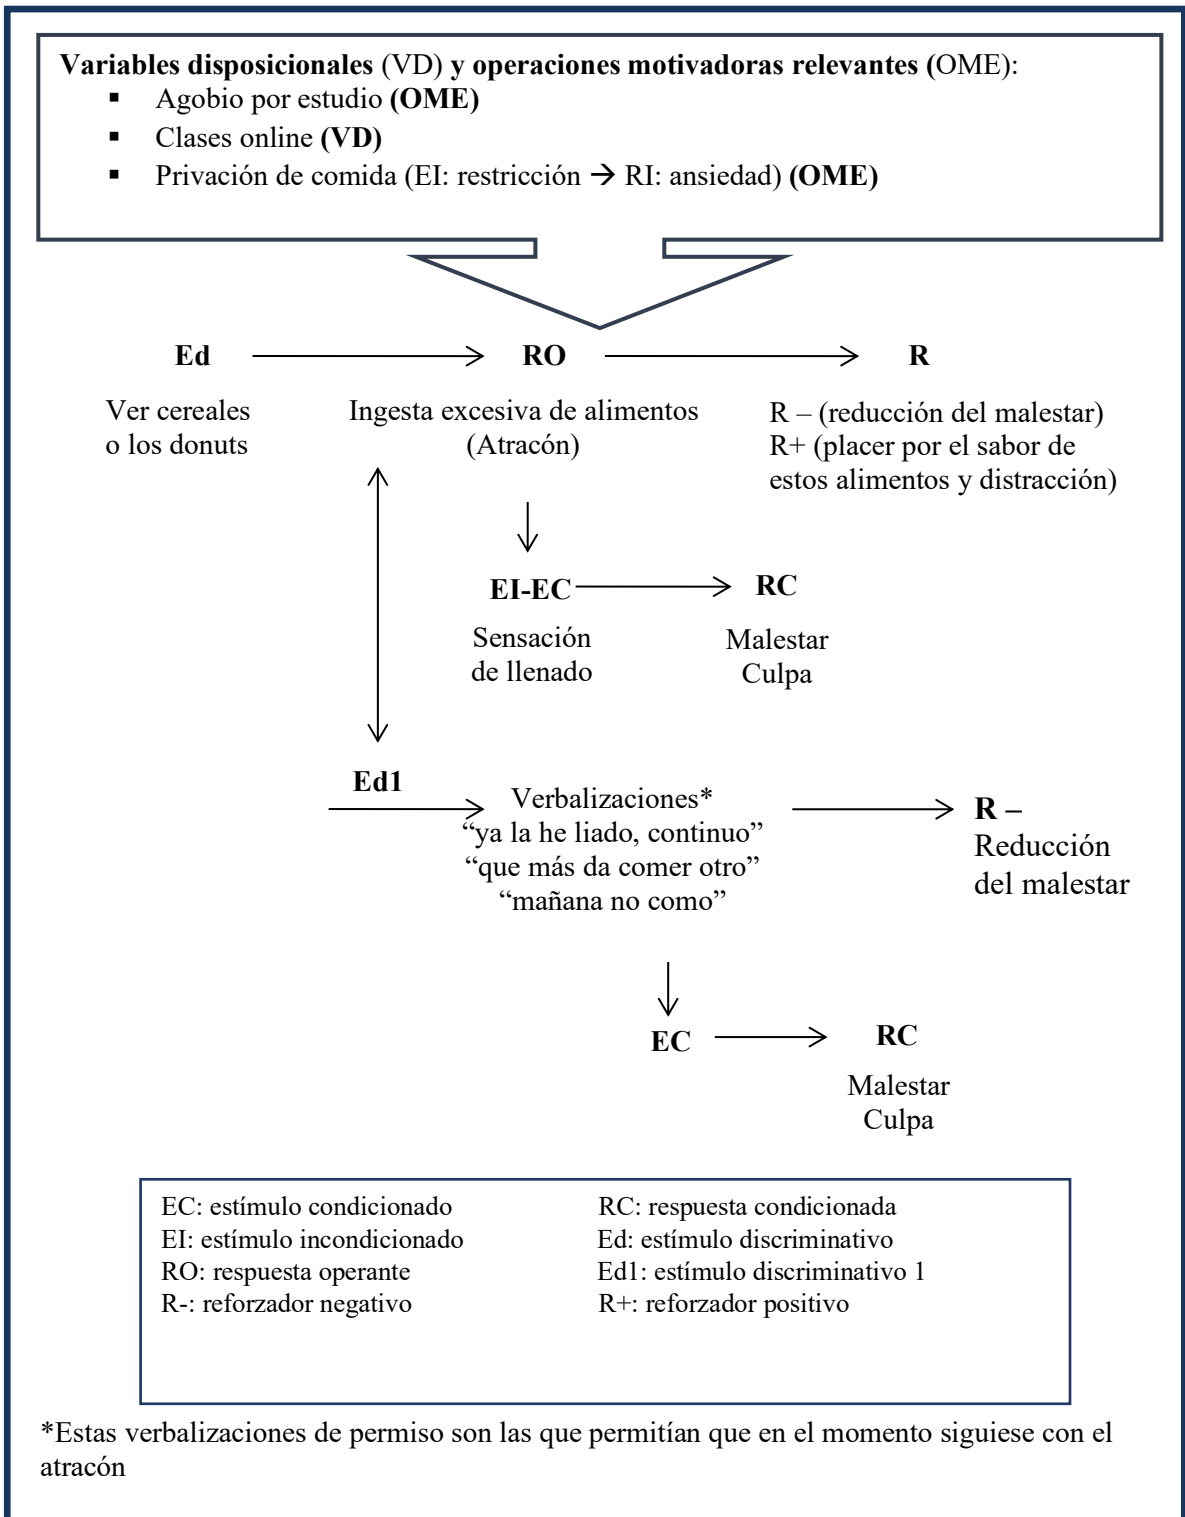 Variables disposicionales (VD) y operaciones motivadoras relevantes (OME):
▪ Agobio por estudio (OME)
▪ Clases online (VD)
▪ Privación de comida (EI: restricción → RI: ansiedad) (OME)
Ed RO R
Ver cereales
o los donuts
Ingesta excesiva de alimentos
(Atracón)
R – (reducción del malestar)
R+ (placer por el sabor de
estos alimentos y distracción)
EI-EC RC
Sensación
de llenado
Malestar
Culpa
Ed1
Verbalizaciones*
“ya la he liado, continuo”
“que más da comer otro”
“mañana no como”
R –
Reducción
del malestar
EC RC
Malestar
Culpa
EC: estímulo condicionado RC: respuesta condicionada
EI: estímulo incondicionado Ed: estímulo discriminativo
RO: respuesta operante Ed1: estímulo discriminativo 1
R-: reforzador negativo R+: reforzador positivo
*Estas verbalizaciones de permiso son las que permitían que en el momento siguiese con el
atracón